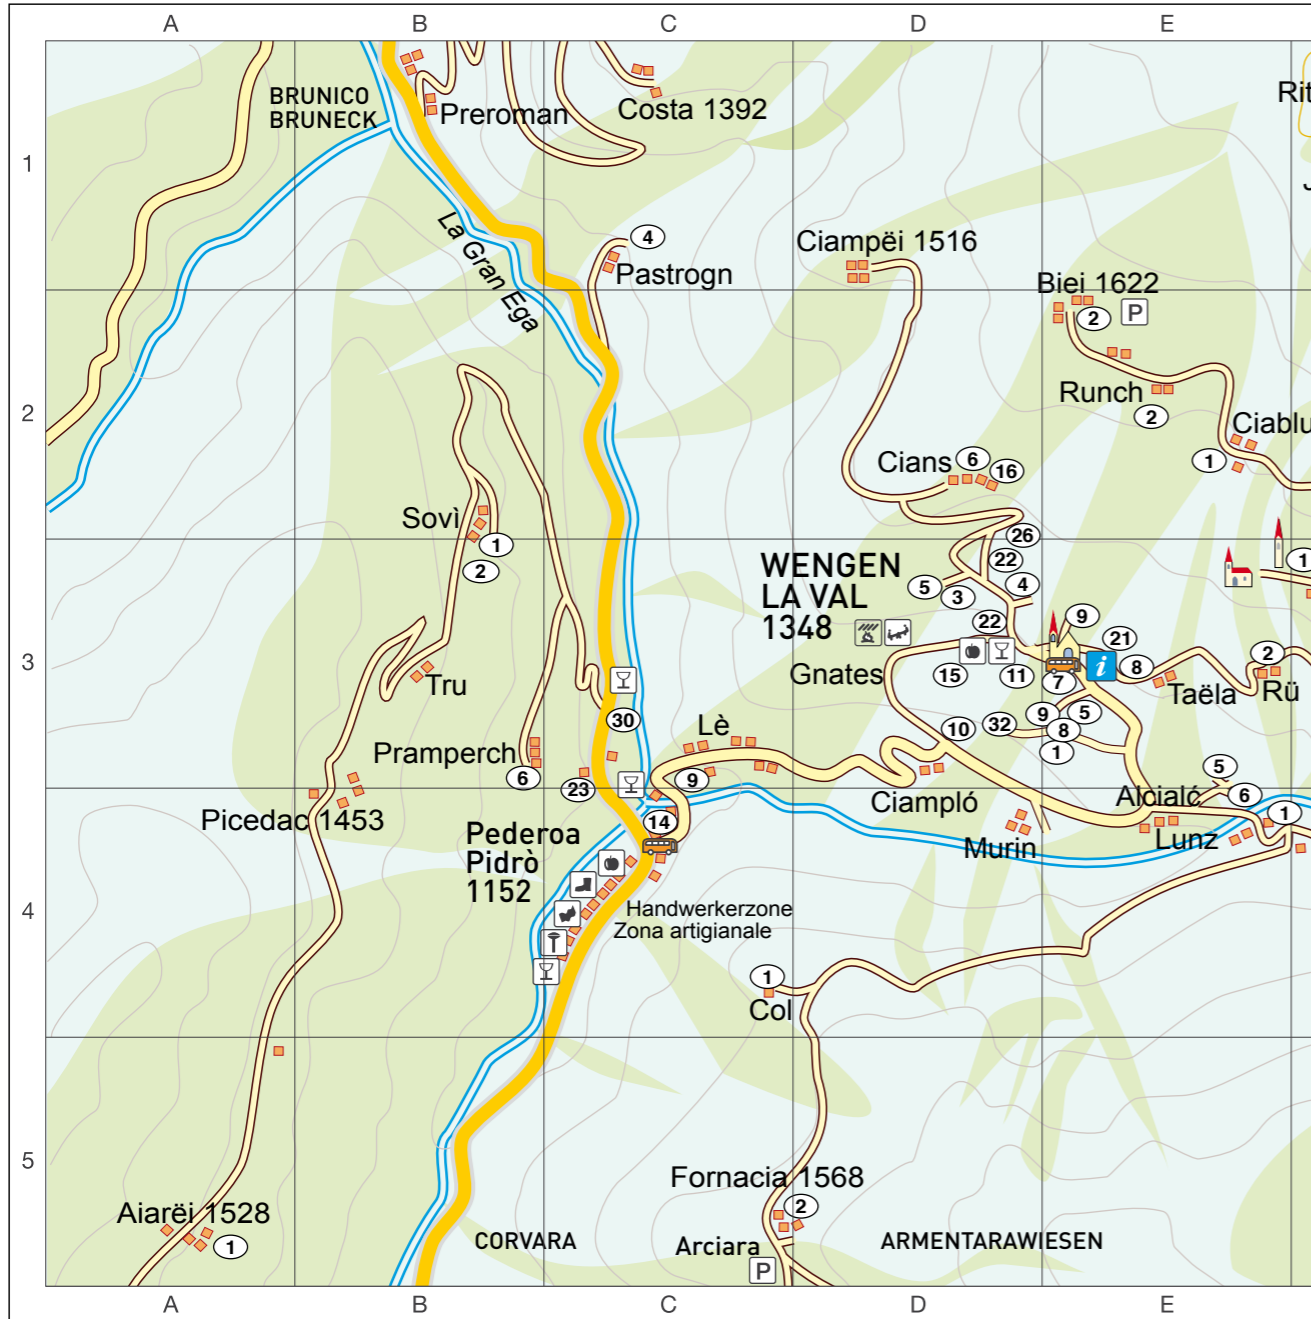 A B C D E
1
2
3
4
5
BRUNICO
BRUNECK
Preroman
Costa 1392
Rit
J
La Gran Ega
4
Pastrogn
Ciampëi 1516
Biei 1622
2
P
Runch
2
Ciablu
1
Cians
6
16
Sovì
1
2
26
22
WENGEN
LA VAL
1348
5
3
4
22
9
1
21
i
8
2
Gnates
15
11
7
Taëla
Rü
Tru
30
Lè
10
32
9
5
8
1
Pramperch
6
23
9
Ciampló
5
Alcialć
6
1
Picedac 1453
14
Murin
Lunz
Pederoa
Pidrò
1152
Handwerkerzone
Zona artigianale
1
Col
Fornacia 1568
2
Aiarëi 1528
1
CORVARA
Arciara
P
ARMENTARAWIESEN
A B C D E